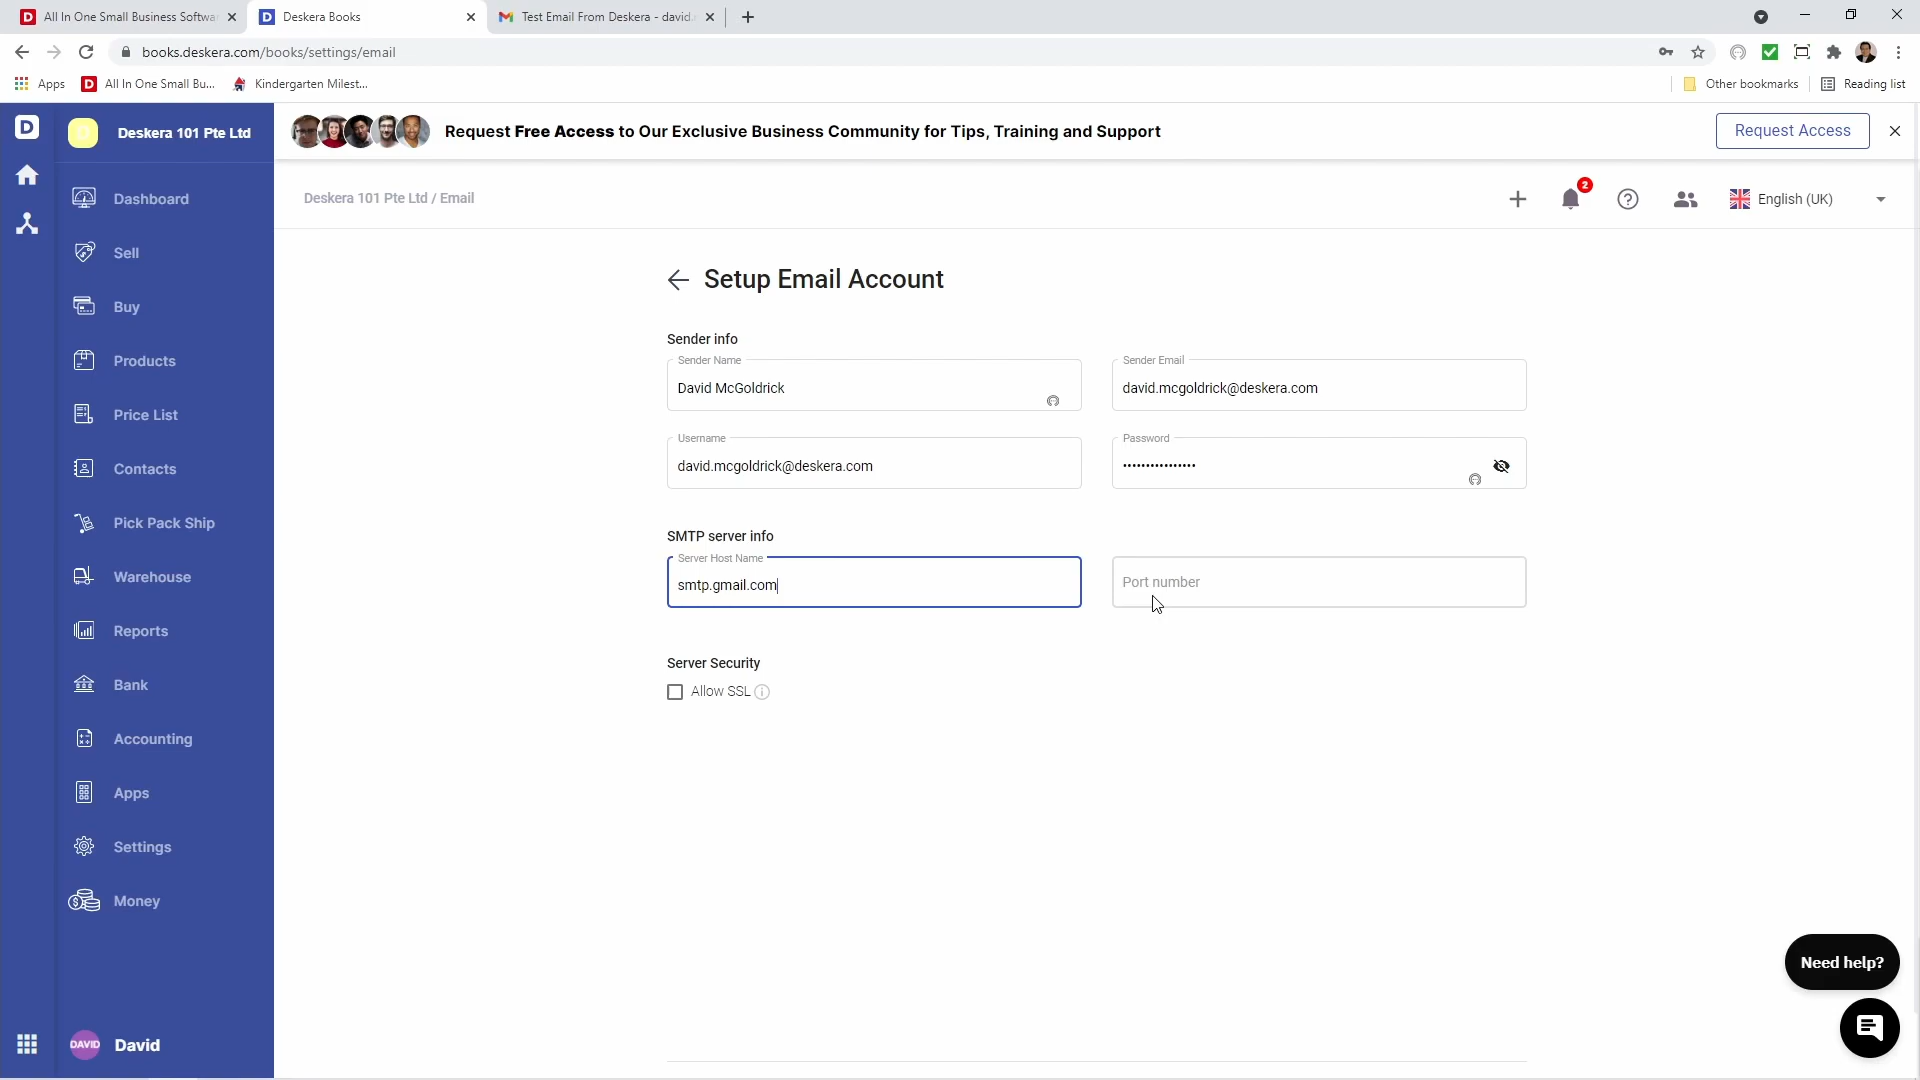 All In One Small Business Softwa
Deskera Books
Test Email From Deskera - david.
books.deskera.com/books/settings/email
Apps
All In One Small Bu...
Kindergarten Milest...
Other bookmarks
Reading list
D
Deskera 101 Pte Ltd
Request Free Access to Our Exclusive Business Community for Tips, Training and Support
Request Access
Dashboard
Sell
Buy
Products
Price List
Contacts
Pick Pack Ship
Warehouse
Reports
Bank
Accounting
Apps
Settings
Money
DAVID
David
Deskera 101 Pte Ltd / Email
2
English (UK)
Setup Email Account
Sender info
Sender Name
David McGoldrick
Sender Email
david.mcgoldrick@deskera.com
Username
david.mcgoldrick@deskera.com
Password
••••••••••••••••
SMTP server info
Server Host Name
smtp.gmail.com
Port number
Server Security
Allow SSL
Need help?